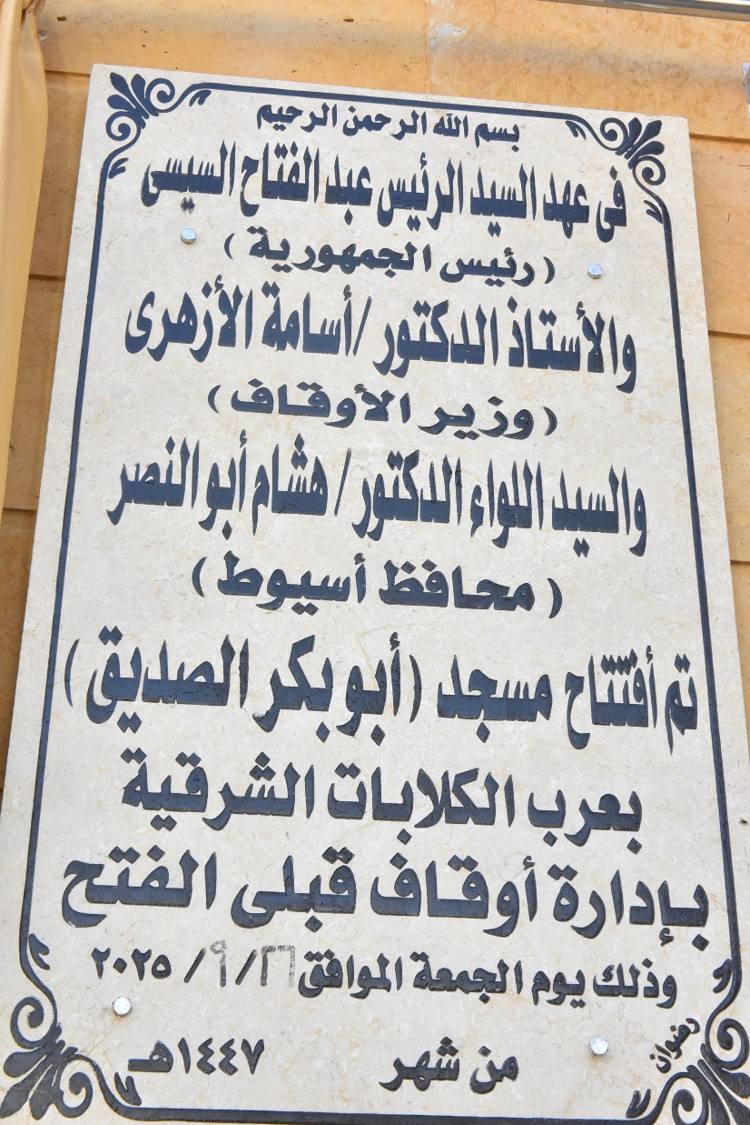 بسم الله الرحمن الرحيم
فى عهد السيد الرئيس عبد الفتاح السيسى
( رئيس الجمهورية )
والأستاذ الدكتور / أسامة الأزهرى
( وزير الأوقاف )
والسيد اللواء الدكتور / هشام أبو النصر
( محافظ أسيوط )
تم أفتتاح مسجد (أبو بكر الصديق)
بعرب الكلابات الشرقية
بإدارة أوقاف قبلى الفتح
وذلك يوم الجمعة الموافق ٢٦ / ٩ / ٢٠٢٥
من شهر ١٤٤٧هـ
رضوان